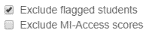 Exclude flagged students
Exclude MI-Access scores